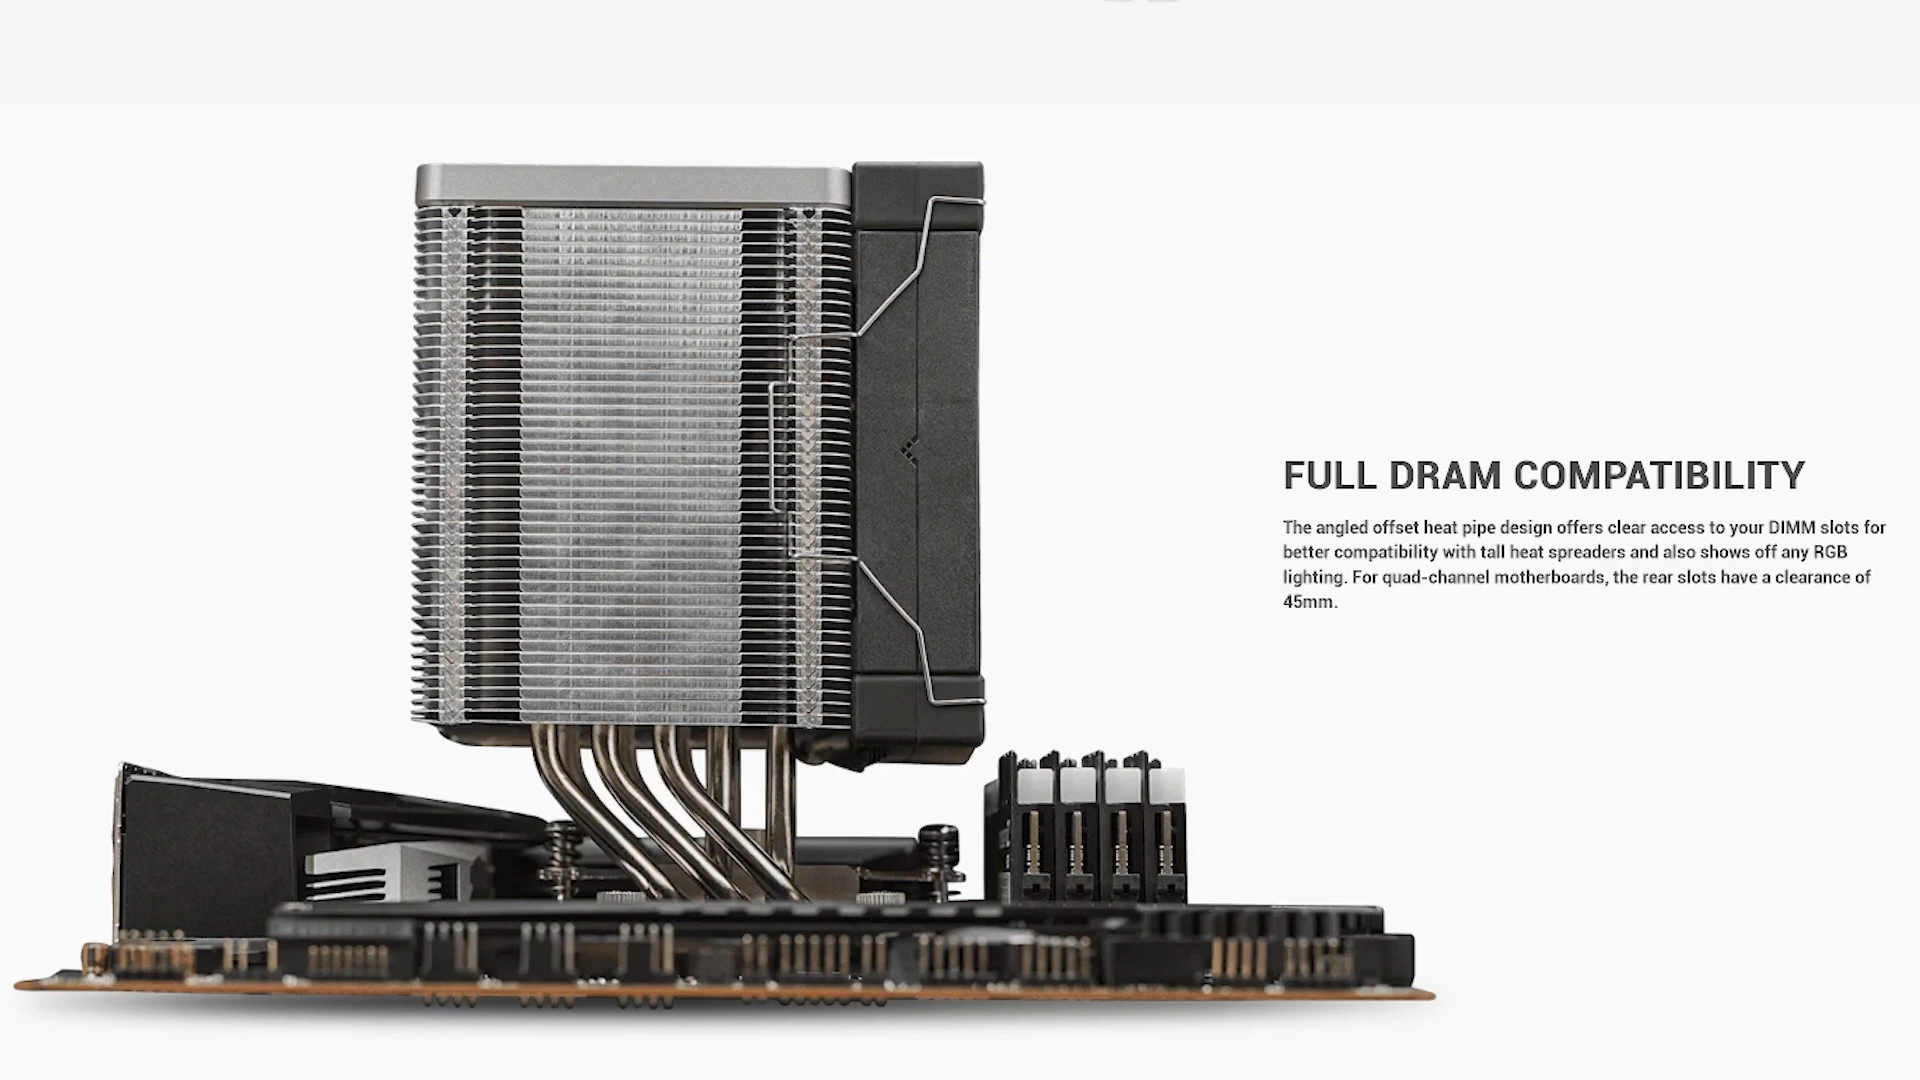 FULL DRAM COMPATIBILITY
The angled offset heat pipe design offers clear access to your DIMM slots for
better compatibility with tall heat spreaders and also shows off any RGB
lighting. For quad-channel motherboards, the rear slots have a clearance of
45mm.